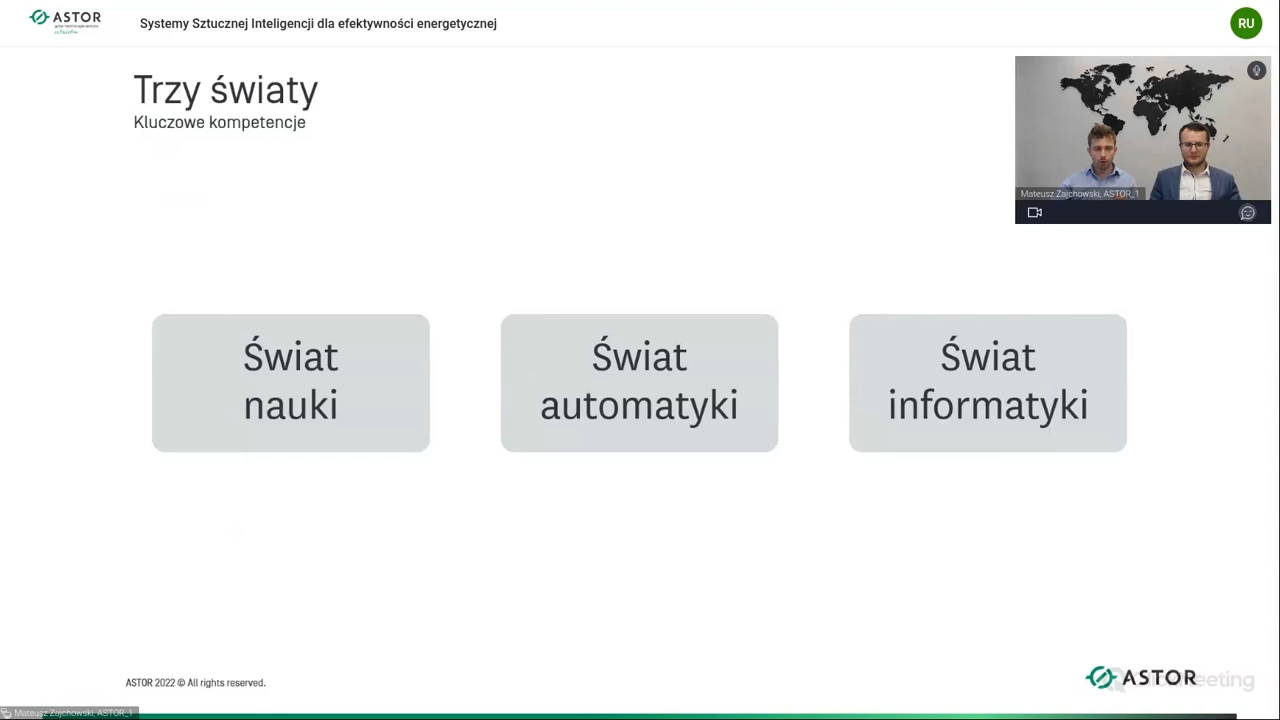 ASTOR
Systemy Sztucznej Inteligencji dla efektywności energetycznej
RU
Trzy światy
Kluczowe kompetencje
Mateusz Zajchowski, ASTOR_1
Świat
nauki
Świat
automatyki
Świat
informatyki
ASTOR 2022 © All rights reserved.
ASTOR
Mateusz Zajchowski, ASTOR_1